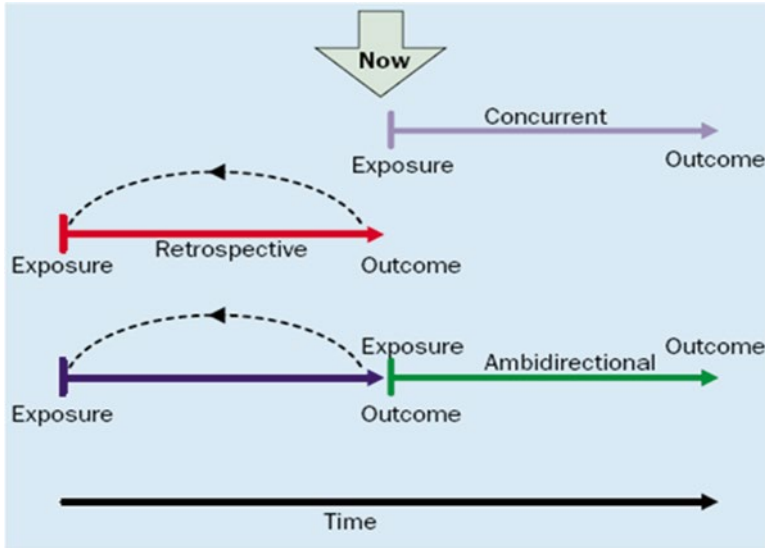 Now
Concurrent
Exposure
Outcome
Retrospective
Exposure
Outcome
Exposure
Outcome
Ambidirectional
Exposure
Outcome
Time